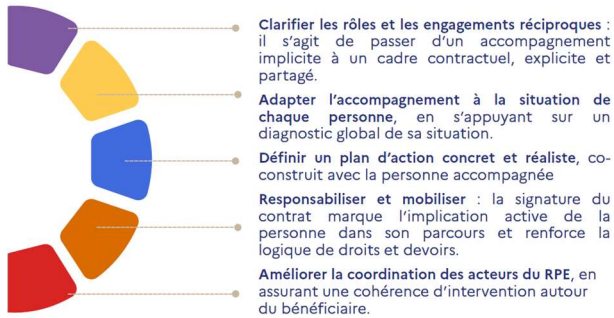 Clarifier les rôles et les engagements réciproques :
il s'agit de passer d'un accompagnement
implicite à un cadre contractuel, explicite et
partagé.
Adapter l'accompagnement à la situation de
chaque personne, en s'appuyant sur un
diagnostic global de sa situation.
Définir un plan d'action concret et réaliste, co-
construit avec la personne accompagnée
Responsabiliser et mobiliser : la signature du
contrat marque l'implication active de la
personne dans son parcours et renforce la
logique de droits et devoirs.
Améliorer la coordination des acteurs du RPE, en
assurant une cohérence d'intervention autour
du bénéficiaire.